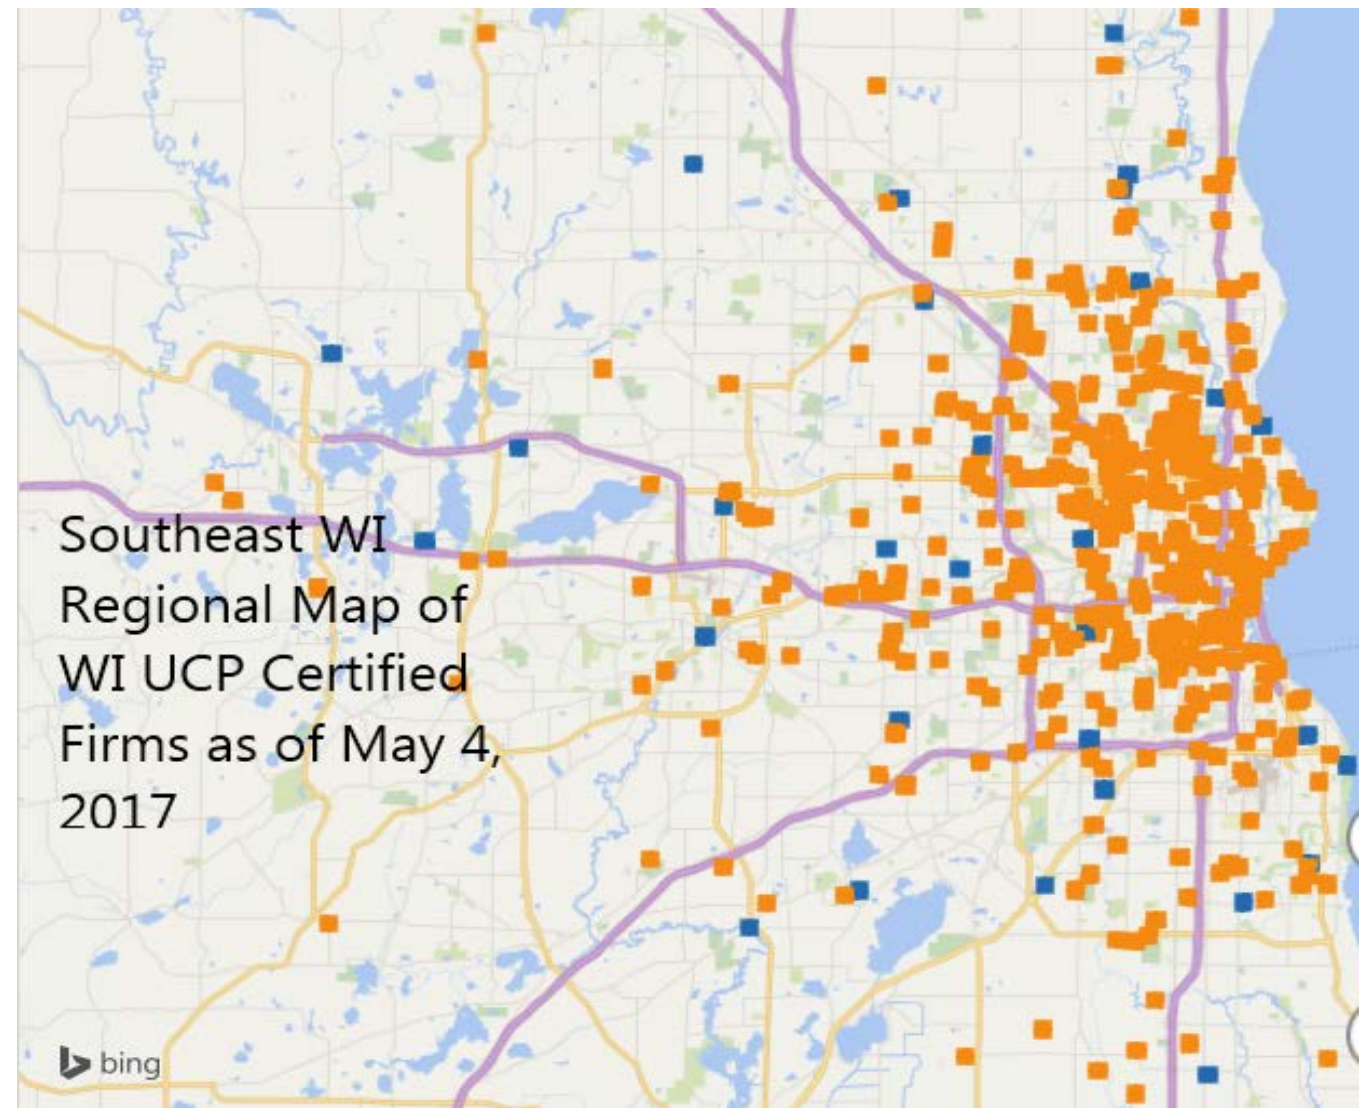 Southeast WI
Regional Map of
WI UCP Certified
Firms as of May 4,
2017
bing